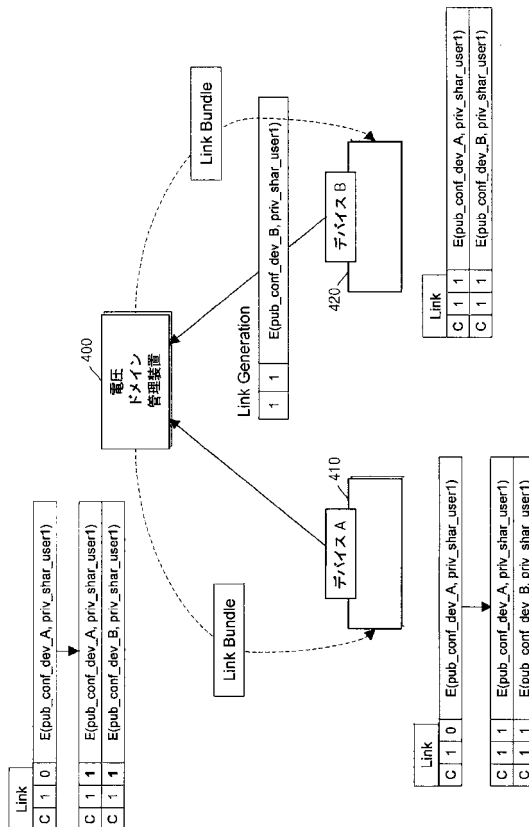 Link
C 1 0 E(pub_conf_dev_A, priv_shar_user1)
C 1 1 E(pub_conf_dev_A, priv_shar_user1)
C 1 1 E(pub_conf_dev_B, priv_shar_user1)
400
電圧
ドメイン
管理装置
Link Bundle
Link Bundle
Link Generation
1 1 E(pub_conf_dev_B, priv_shar_user1)
410
デバイス A
420
デバイス B
Link
C 1 0 E(pub_conf_dev_A, priv_shar_user1)
C 1 1 E(pub_conf_dev_A, priv_shar_user1)
C 1 1 E(pub_conf_dev_B, priv_shar_user1)
Link
C 1 1 E(pub_conf_dev_A, priv_shar_user1)
C 1 1 E(pub_conf_dev_B, priv_shar_user1)